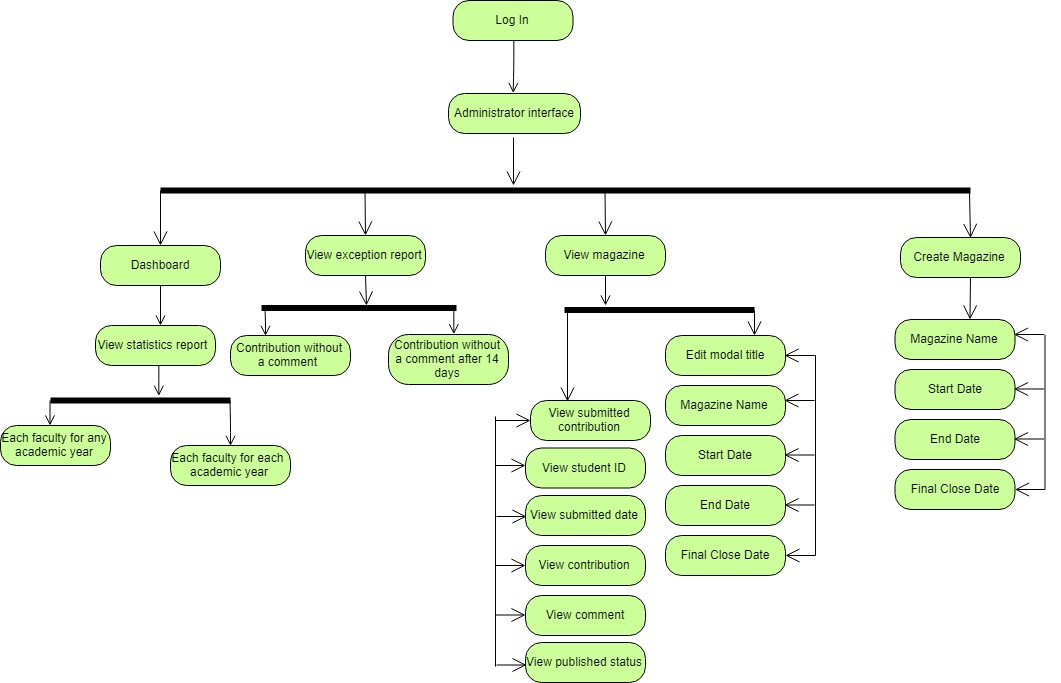 Log In
Administrator interface
Dashboard
View exception report
View magazine
Create Magazine
View statistics report
Contribution without
a comment
Contribution without
a comment after 14
days
Each faculty for any
academic year
Each faculty for each
academic year
View submitted
contribution
View student ID
View submitted date
View contribution
View comment
View published status
Edit modal title
Magazine Name
Start Date
End Date
Final Close Date
Magazine Name
Start Date
End Date
Final Close Date